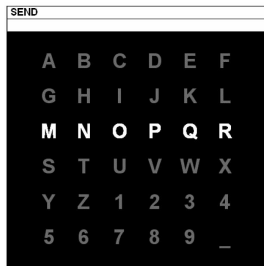 SEND
A B C D E F
G H I J K L
M N O P Q R
S T U V W X
Y Z 1 2 3 4
5 6 7 8 9 _